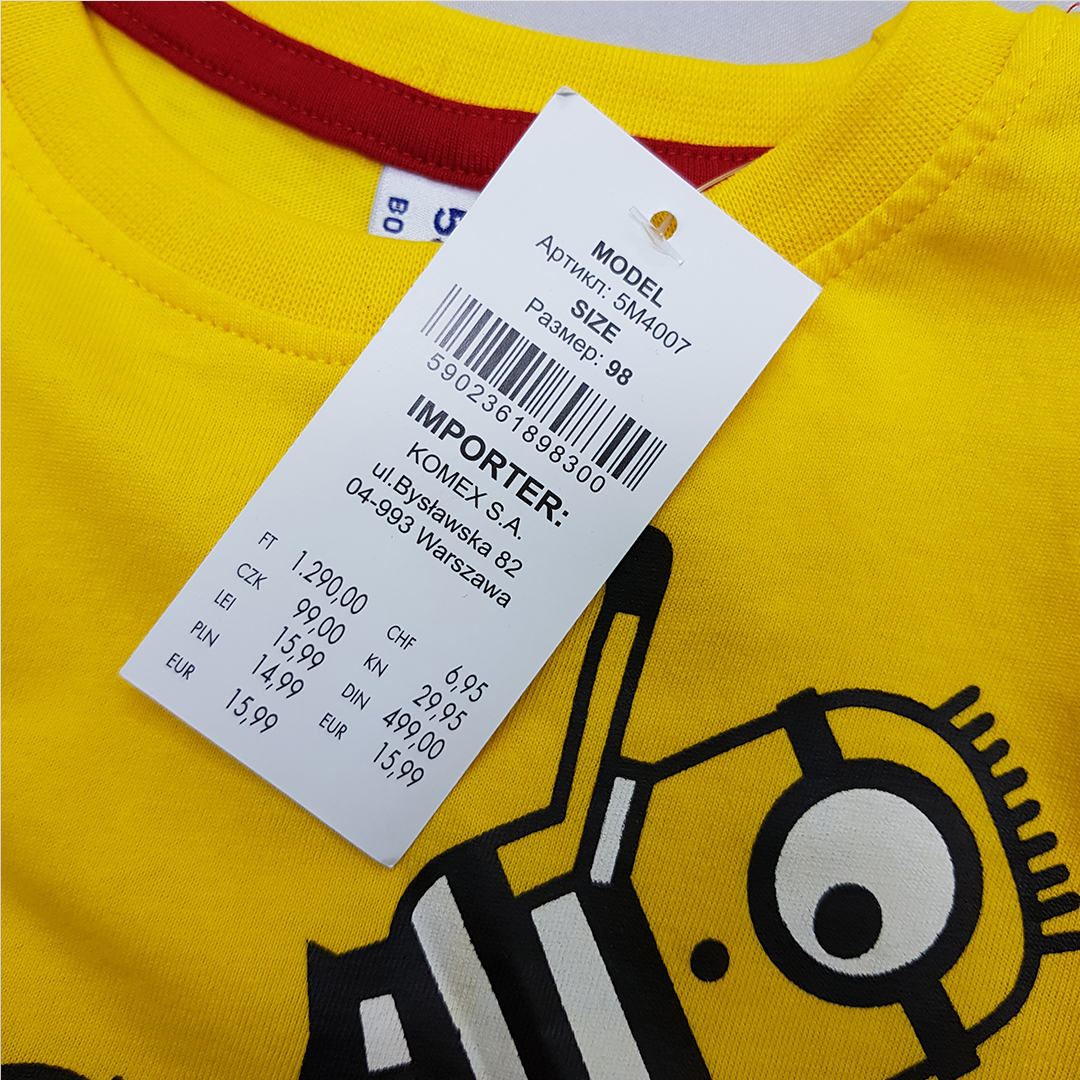 BO
MODEL
Артикл: 5M4007
SIZE
Размер: 98
5902361898300
IMPORTER:
KOMEX S.A.
ul.Bysławska 82
04-993 Warszawa
FT 1.290,00
CZK 99,00 CHF 6,95
LEI 15,99 KN 29,95
PLN 14,99 DIN 499,00
EUR 15,99 EUR 15,99